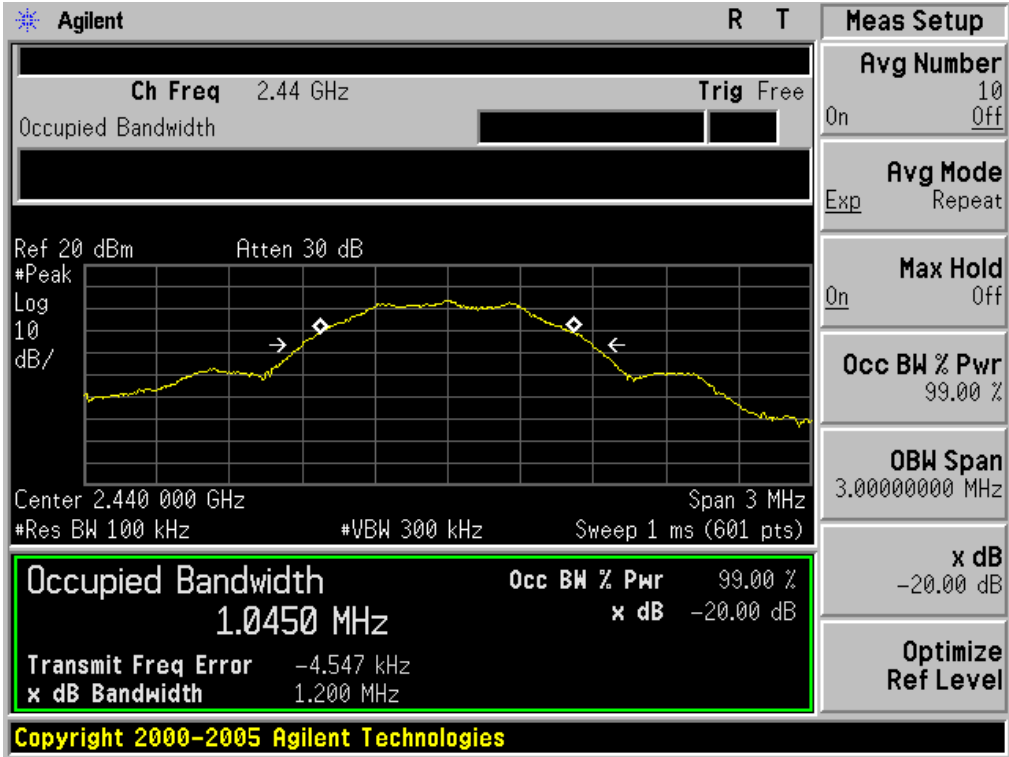 Agilent R T
Ch Freq 2.44 GHz Trig Free
Occupied Bandwidth
Ref 20 dBm Atten 30 dB
#Peak
Log
10
dB/
Center 2.440 000 GHz Span 3 MHz
#Res BW 100 kHz #VBW 300 kHz Sweep 1 ms (601 pts)
Occupied Bandwidth Occ BW % Pwr 99.00 %
1.0450 MHz x dB -20.00 dB
Transmit Freq Error -4.547 kHz
x dB Bandwidth 1.200 MHz
Copyright 2000-2005 Agilent Technologies
Meas Setup
Avg Number
10
On Off
Avg Mode
Exp Repeat
Max Hold
On Off
Occ BW % Pwr
99.00 %
OBW Span
3.00000000 MHz
x dB
-20.00 dB
Optimize
Ref Level